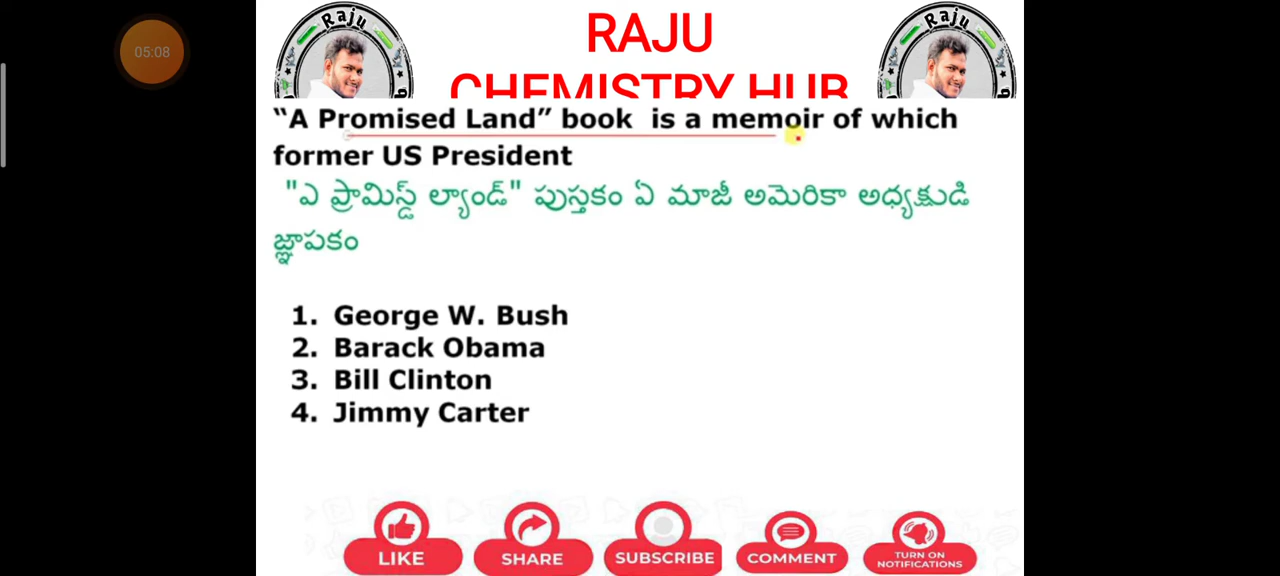 05:08
Raju
Raju
RAJU
CHEMISTRY HUB
“A Promised Land” book is a memoir of which
former US President
"ఎ ప్రామిస్డ్ ల్యాండ్" పుస్తకం ఏ మాజీ అమెరికా అధ్యక్షుడి
జ్ఞాపకం
1. George W. Bush
2. Barack Obama
3. Bill Clinton
4. Jimmy Carter
LIKE
SHARE
SUBSCRIBE
COMMENT
TURN ON
NOTIFICATIONS